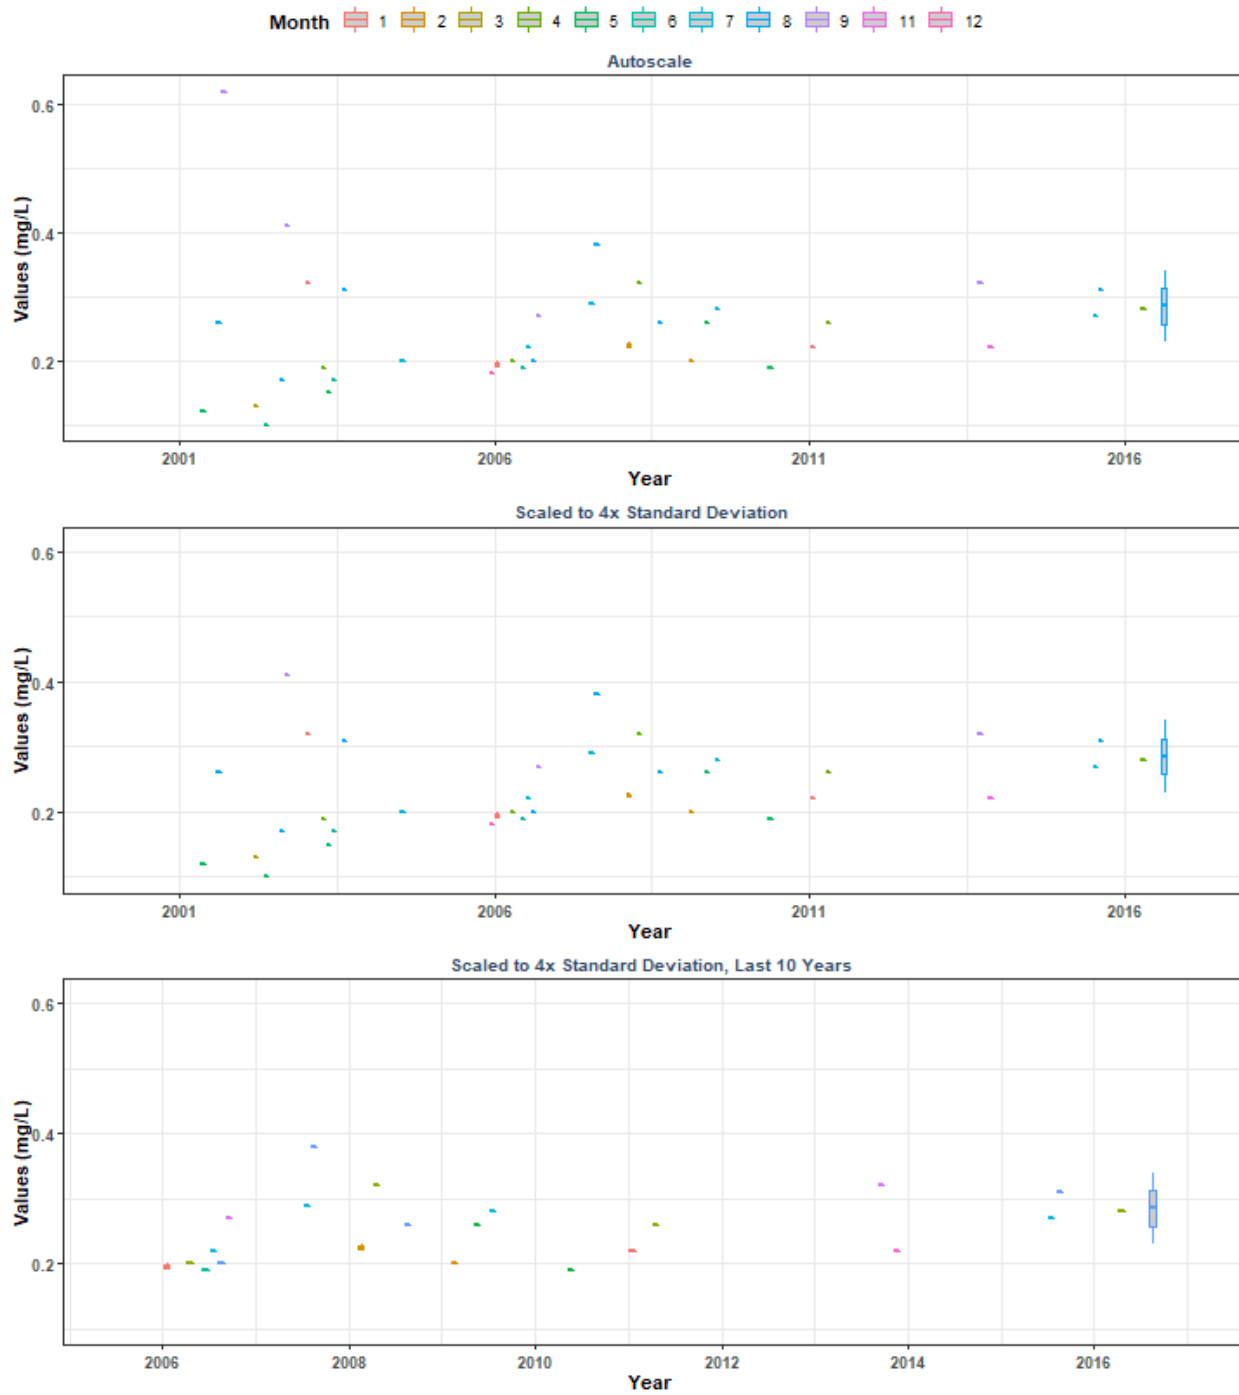 Month 1 2 3 4 5 6 7 8 9 11 12
Autoscale
Values (mg/L)
0.6
0.4
0.2
2001 2006 2011 2016
Year
Scaled to 4x Standard Deviation
Values (mg/L)
0.6
0.4
0.2
2001 2006 2011 2016
Year
Scaled to 4x Standard Deviation, Last 10 Years
Values (mg/L)
0.6
0.4
0.2
2006 2008 2010 2012 2014 2016
Year